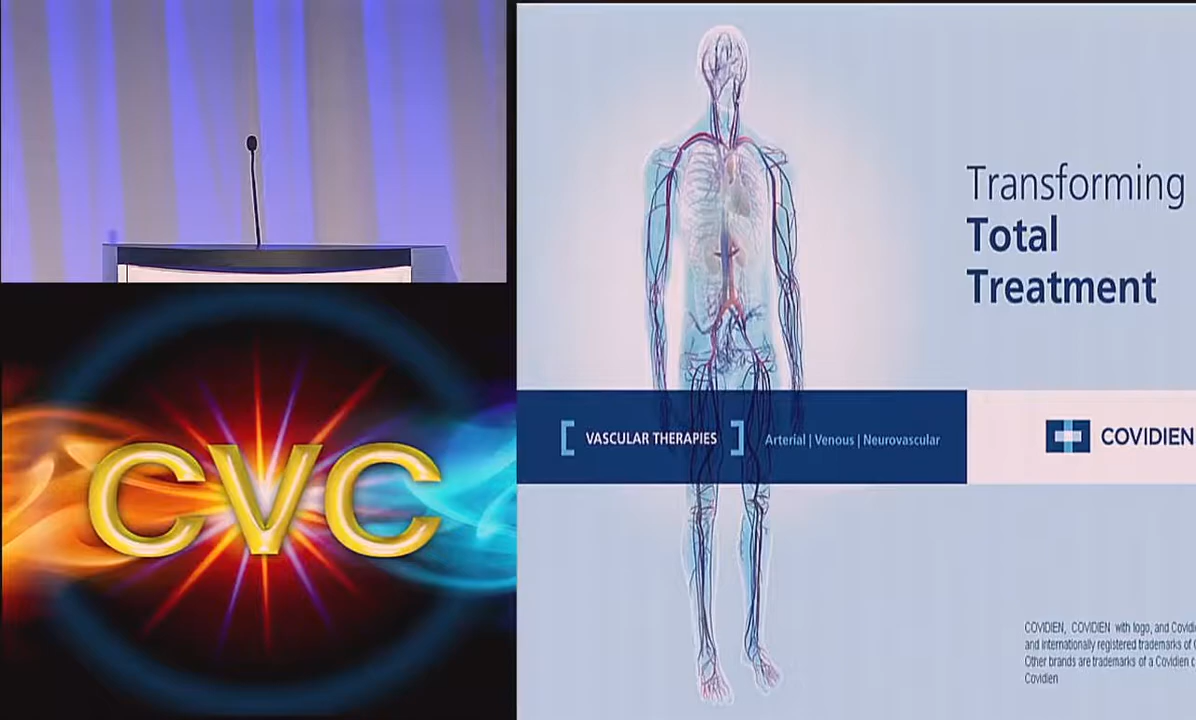 CVC
Transforming
Total
Treatment
[ VASCULAR THERAPIES ] Arterial | Venous | Neurovascular
COVIDIEN
COVIDIEN, COVIDIEN with logo, and
and internationally registered trademarks of
Other brands are trademarks of a Covidien
Covidien